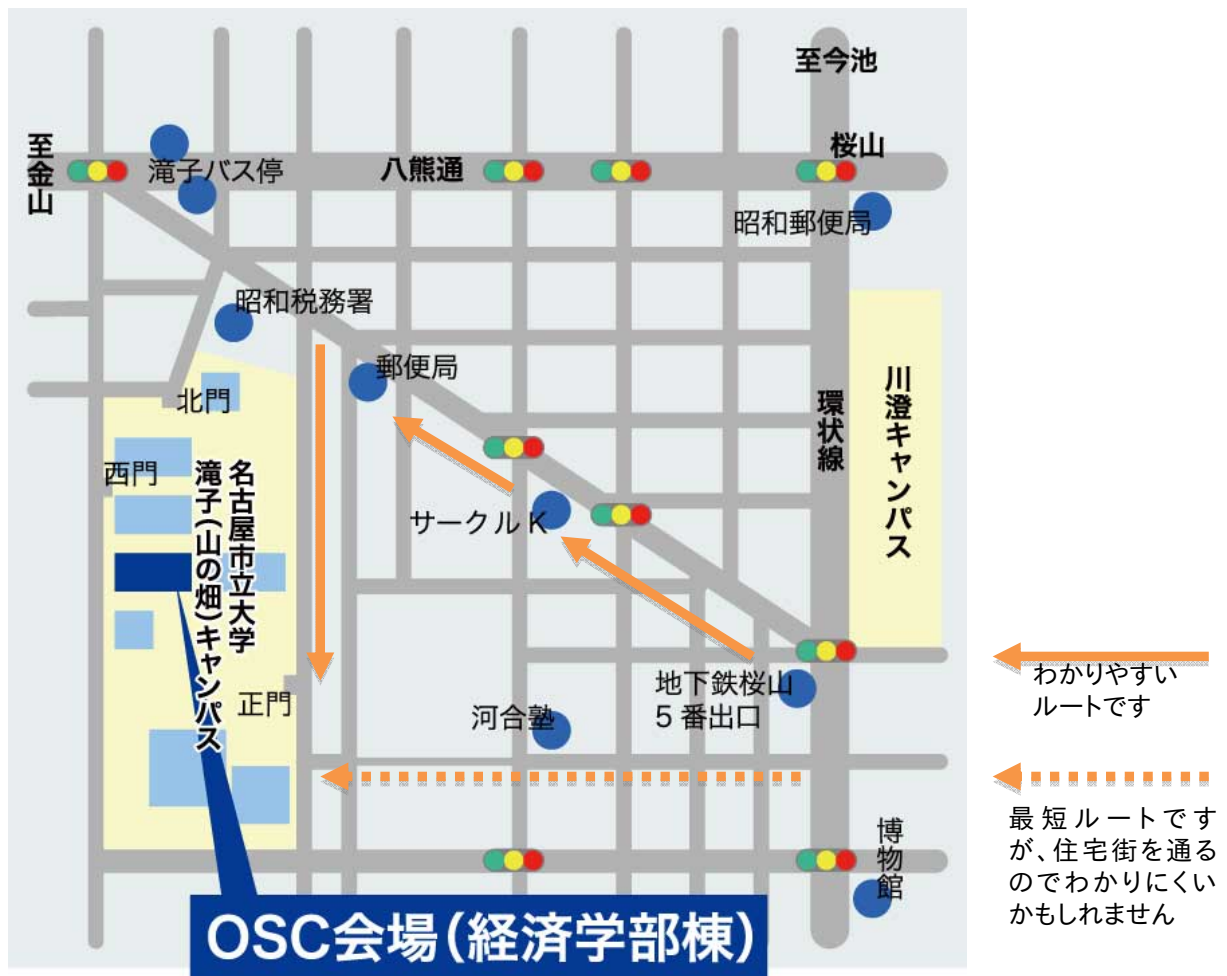 至今池
桜山
至金山
滝子バス停
八熊通
昭和郵便局
昭和税務署
郵便局
北門
西門
名古屋市立大学
滝子(山の畑)キャンパス
環状線
川澄キャンパス
サークルK
地下鉄桜山
5番出口
正門
河合塾
博物館
OSC会場(経済学部棟)
わかりやすい
ルートです
最短ルートです
が、住宅街を通る
のでわかりにくい
かもしれません